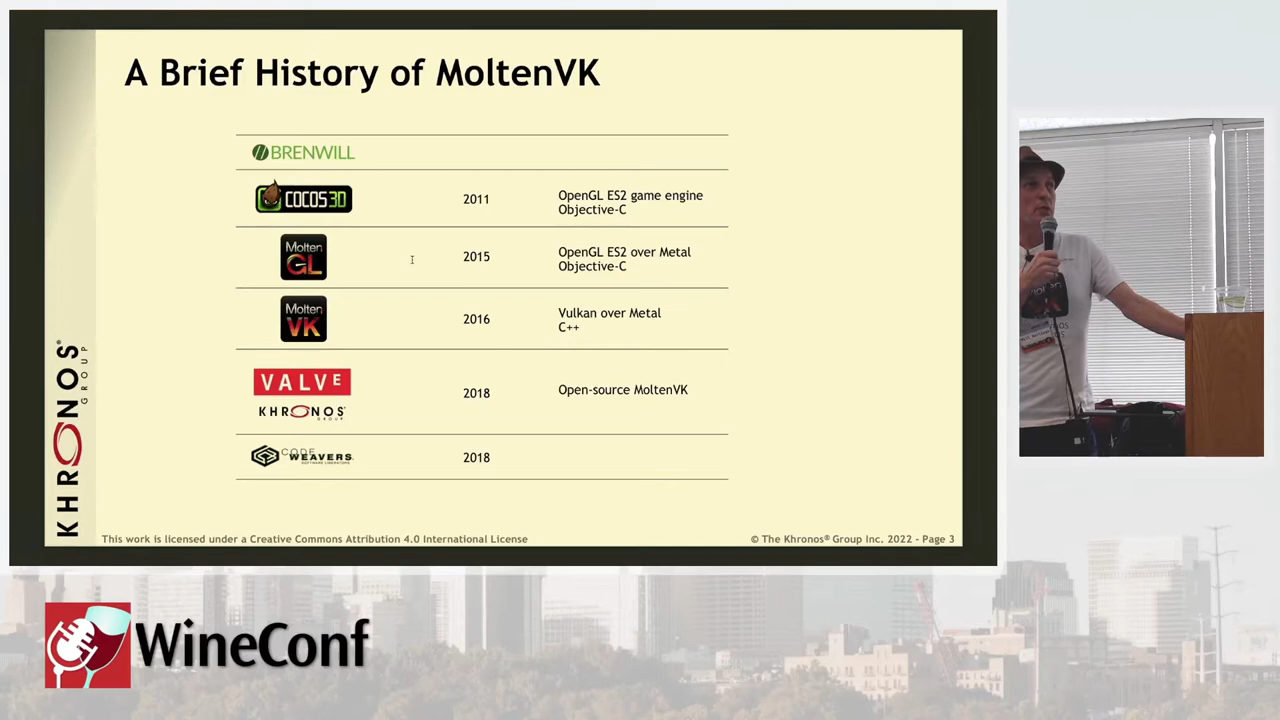 A Brief History of MoltenVK
BRENWILL
COCOS3D 2011 OpenGL ES2 game engine
Objective-C
Molten
GL 2015 OpenGL ES2 over Metal
Objective-C
Molten
VK 2016 Vulkan over Metal
C++
VALVE
KHRONOS
GROUP
2018 Open-source MoltenVK
CODE
WEAVERS
2018
KHRONOS®
GROUP
This work is licensed under a Creative Commons Attribution 4.0 International License
© The Khronos® Group Inc. 2022 - Page 3
WineConf